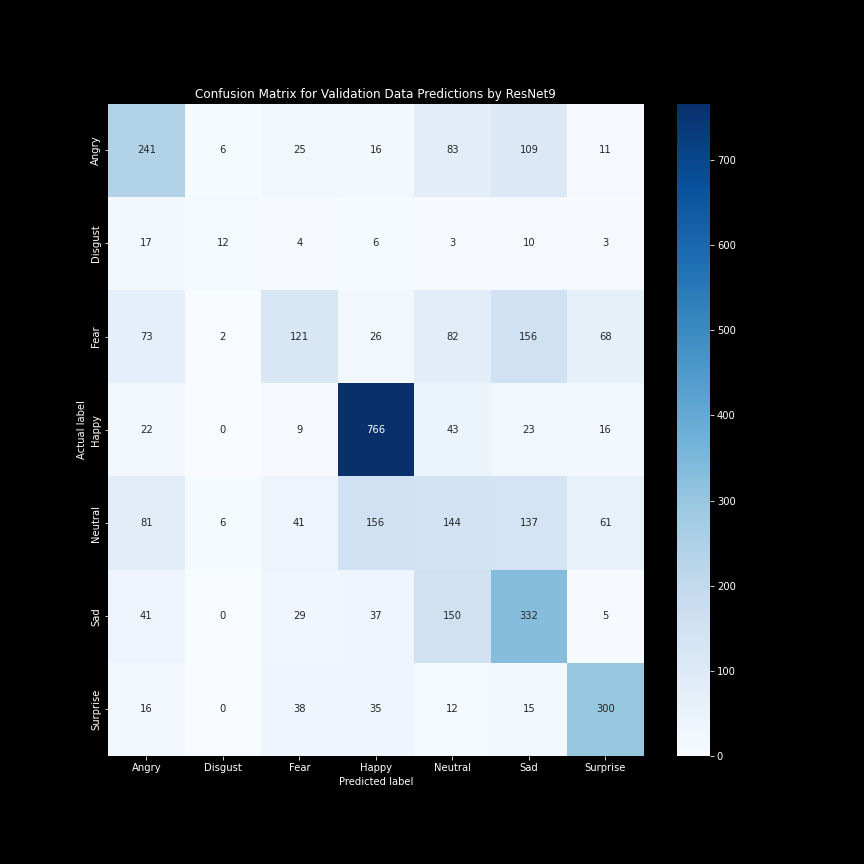 Confusion Matrix for Validation Data Predictions by ResNet9
Actual label
Angry 241 6 25 16 83 109 11
Disgust 17 12 4 6 3 10 3
Fear 73 2 121 26 82 156 68
Happy 22 0 9 766 43 23 16
Neutral 81 6 41 156 144 137 61
Sad 41 0 29 37 150 332 5
Surprise 16 0 38 35 12 15 300
Angry Disgust Fear Happy Neutral Sad Surprise
Predicted label
700
600
500
400
300
200
100
0